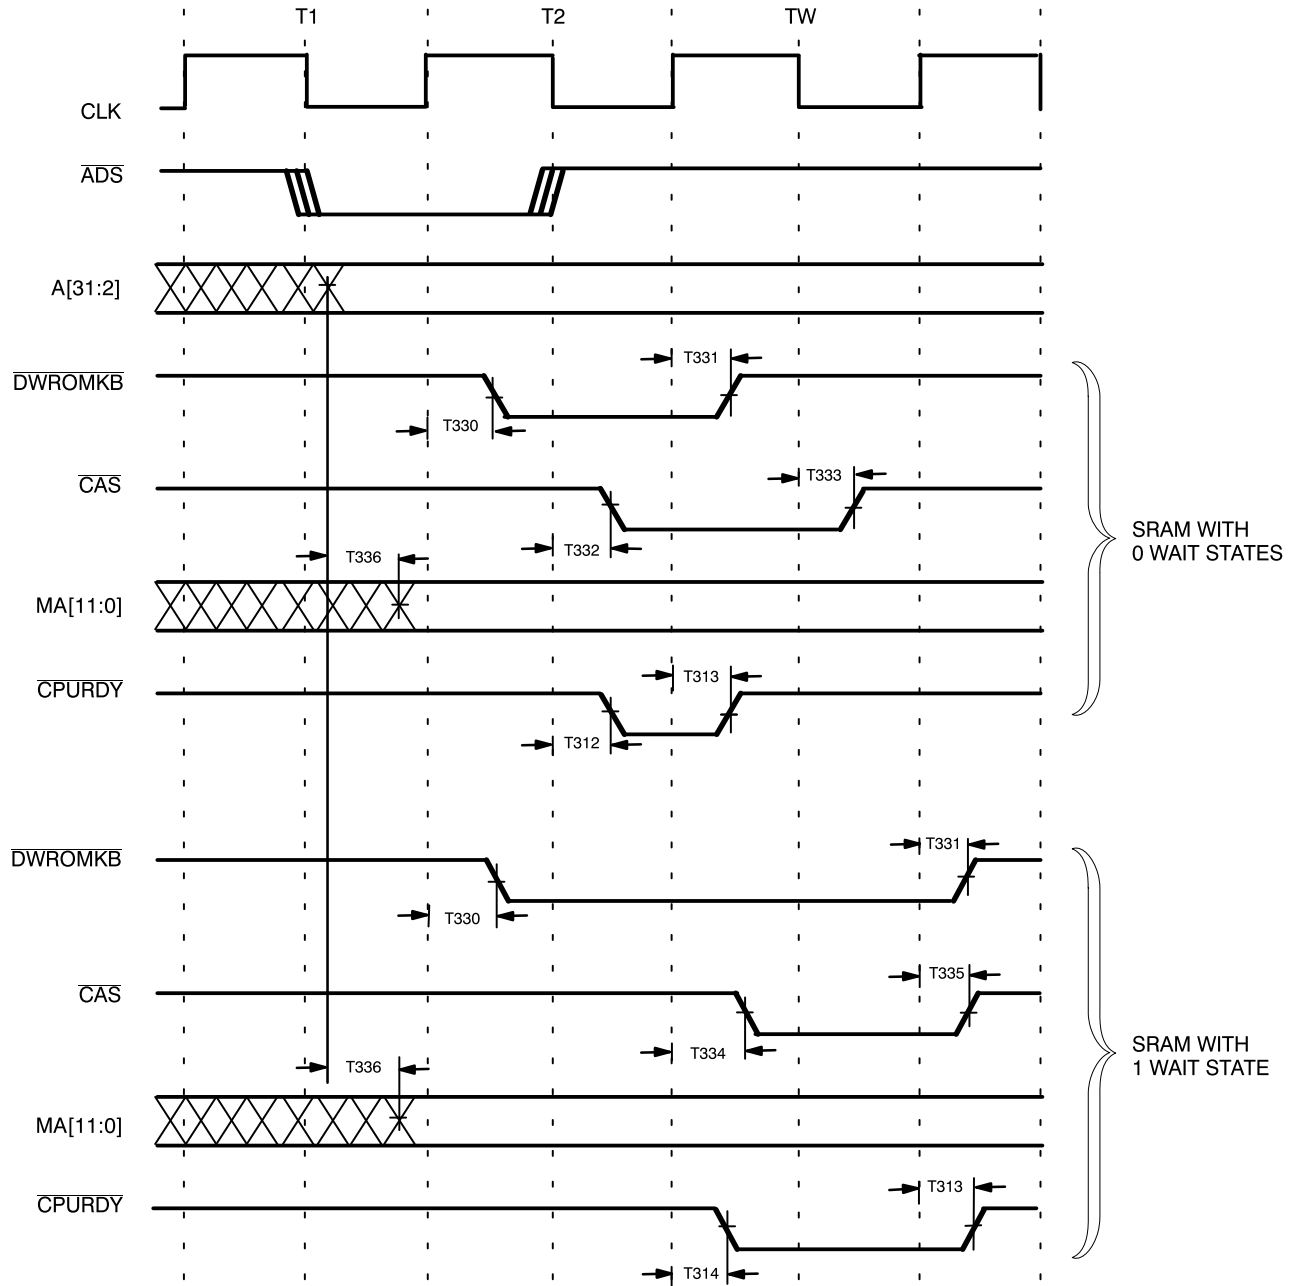 T1 T2 TW
CLK
ADS
A[31:2]
T331
DWROMKB
T330
T333
CAS
T332
T336
MA[11:0]
T313
CPURDY
T312
SRAM WITH
0 WAIT STATES
T331
DWROMKB
T330
T335
CAS
T334
T336
MA[11:0]
T313
CPURDY
T314
SRAM WITH
1 WAIT STATE